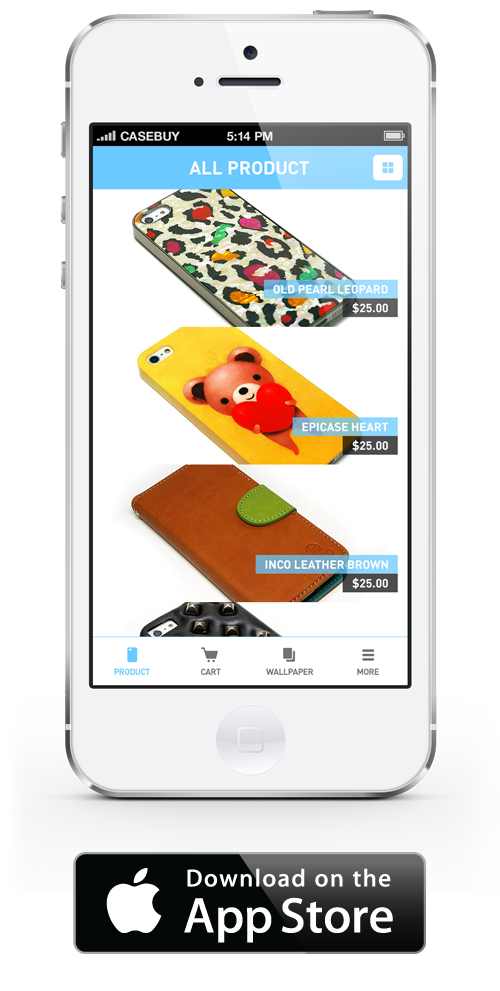 CASEBUY 5:14 PM
ALL PRODUCT
OLD PEARL LEOPARD
$25.00
EPICASE HEART
$25.00
INCO LEATHER BROWN
$25.00
PRODUCT CART WALLPAPER MORE
Download on the
App Store